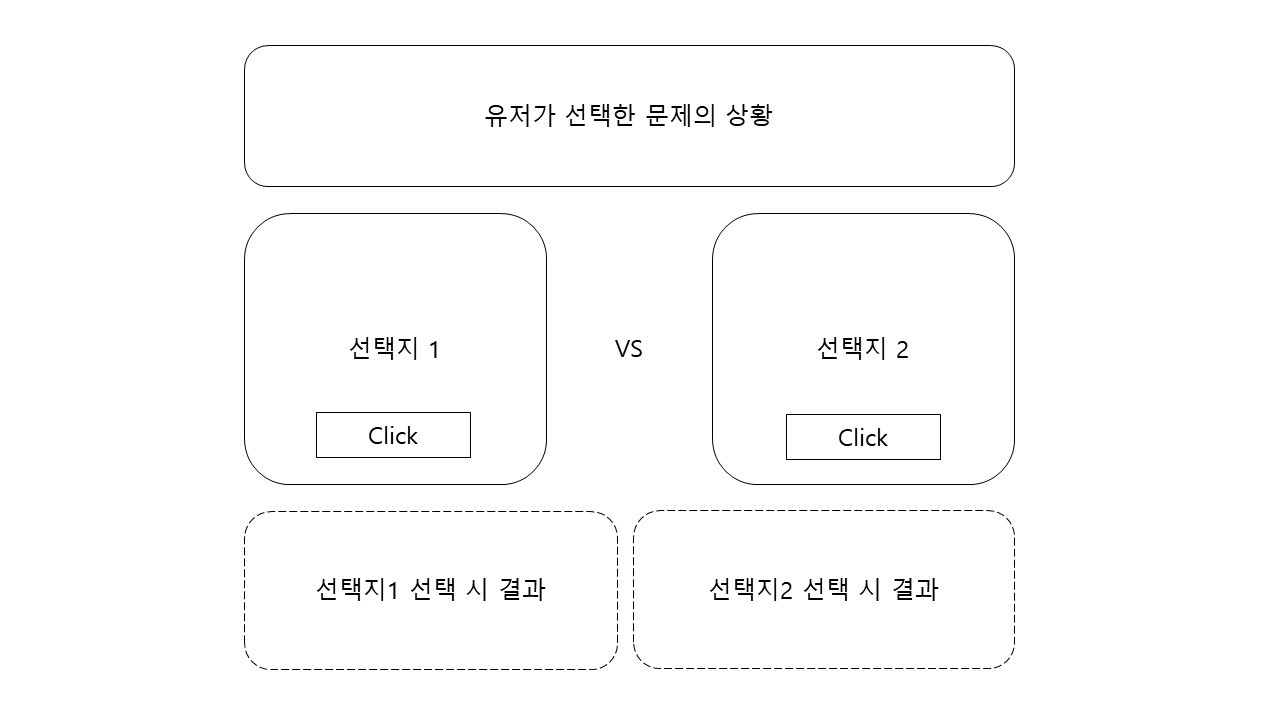 유저가 선택한 문제의 상황
선택지 1
VS
선택지 2
Click
Click
선택지1 선택 시 결과
선택지2 선택 시 결과